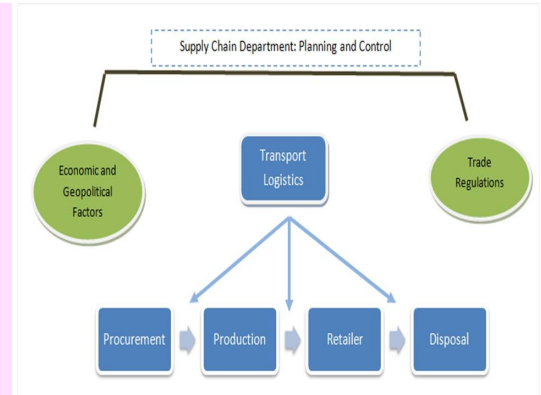 Supply Chain Department: Planning and Control
Economic and
Geopolitical
Factors
Transport
Logistics
Trade
Regulations
Procurement
Production
Retailer
Disposal